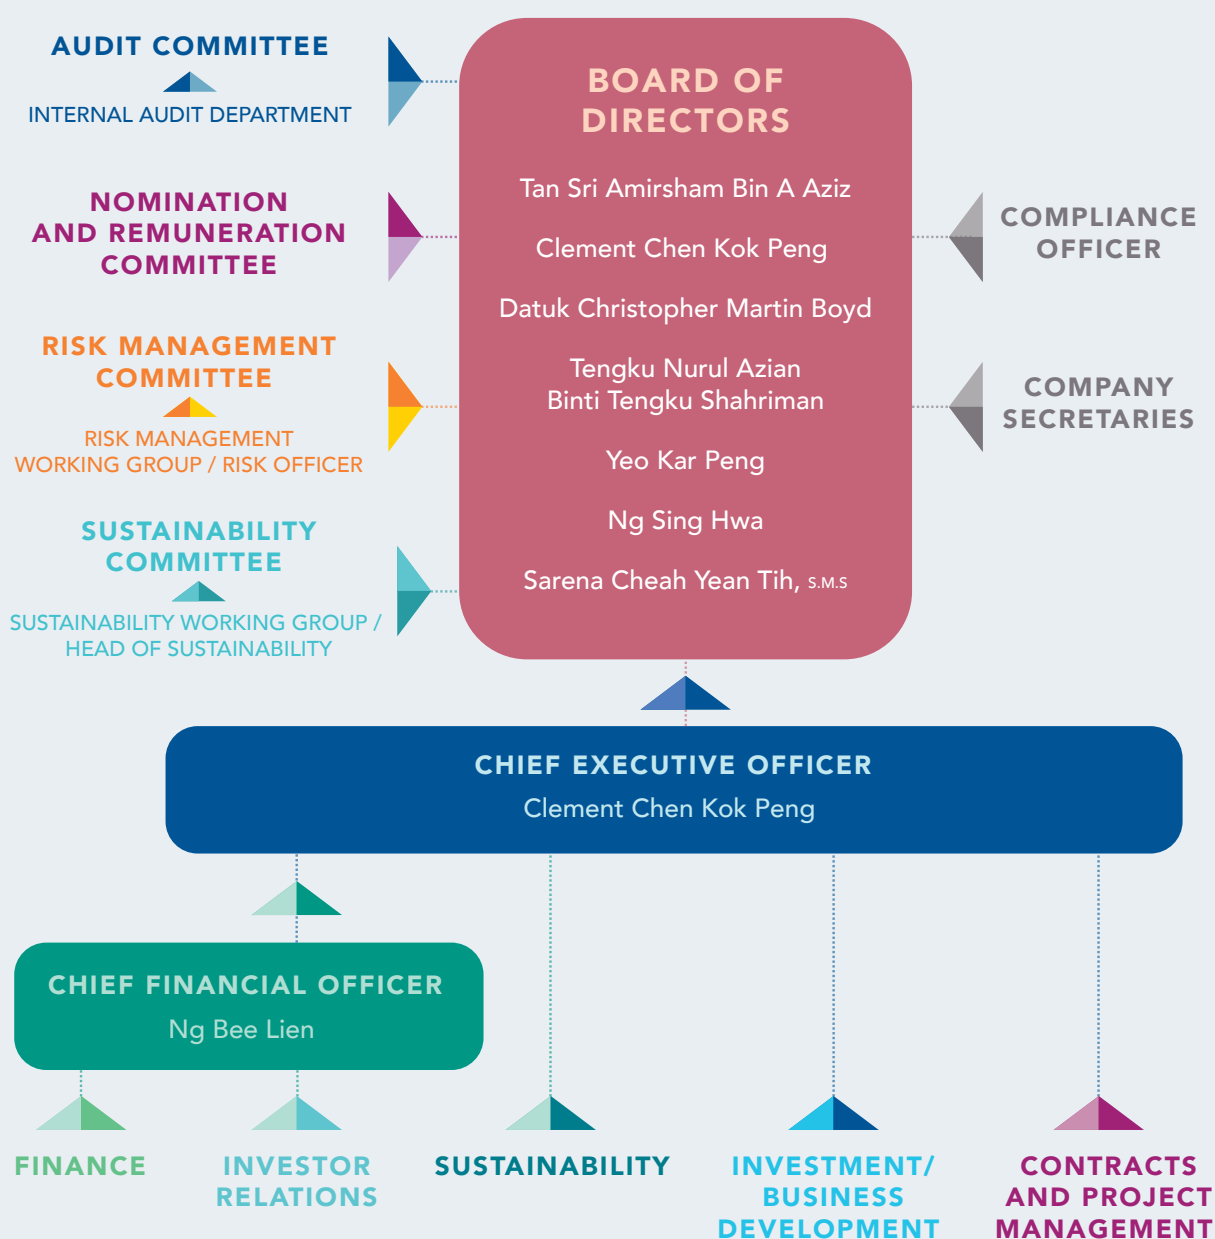 AUDIT COMMITTEE
INTERNAL AUDIT DEPARTMENT
NOMINATION
AND REMUNERATION
COMMITTEE
RISK MANAGEMENT
COMMITTEE
RISK MANAGEMENT
WORKING GROUP / RISK OFFICER
SUSTAINABILITY
COMMITTEE
SUSTAINABILITY WORKING GROUP /
HEAD OF SUSTAINABILITY
BOARD OF
DIRECTORS
Tan Sri Amirsham Bin A Aziz
Clement Chen Kok Peng
Datuk Christopher Martin Boyd
Tengku Nurul Azian
Binti Tengku Shahriman
Yeo Kar Peng
Ng Sing Hwa
Sarena Cheah Yean Tih, S.M.S
COMPLIANCE
OFFICER
COMPANY
SECRETARIES
CHIEF EXECUTIVE OFFICER
Clement Chen Kok Peng
CHIEF FINANCIAL OFFICER
Ng Bee Lien
FINANCE
INVESTOR
RELATIONS
SUSTAINABILITY
INVESTMENT/
BUSINESS
DEVELOPMENT
CONTRACTS
AND PROJECT
MANAGEMENT